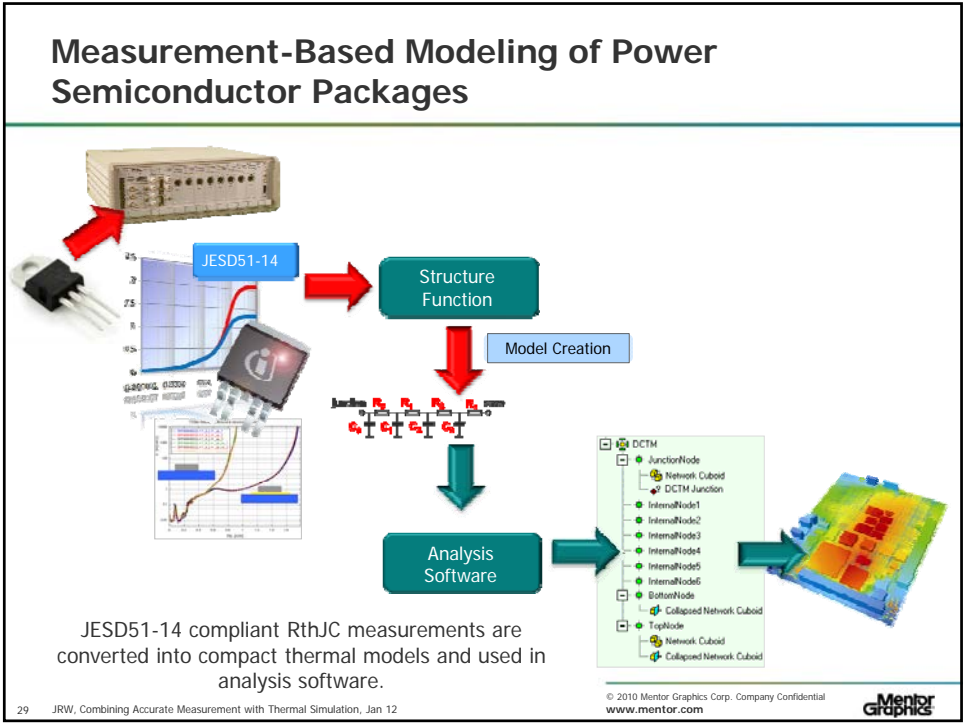 Measurement-Based Modeling of Power
Semiconductor Packages
JESD51-14
Structure
Function
Model Creation
junction
C1
C2
DCTM
JunctionNode
Network Cuboid
DCTM Junction
InternalNode1
InternalNode2
InternalNode3
InternalNode4
InternalNode5
InternalNode6
BottomNode
Collapsed Network Cuboid
TopNode
Network Cuboid
Collapsed Network Cuboid
Analysis
Software
JESD51-14 compliant RthJC measurements are
converted into compact thermal models and used in
analysis software.
29 JRW, Combining Accurate Measurement with Thermal Simulation, Jan 12
© 2010 Mentor Graphics Corp. Company Confidential
www.mentor.com
Mentor
Graphics